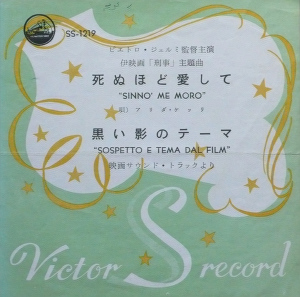 SS-1219
ピエトロ・ジェルミ監督主演
伊映画「刑事」主題曲
死ぬほど愛して
"SINNO' ME MORO"
唄) アリダ・ケッリ
黒い影のテーマ
"SOSPETTO E TEMA DAL FILM"
映画サウンド・トラックより
Victor S record